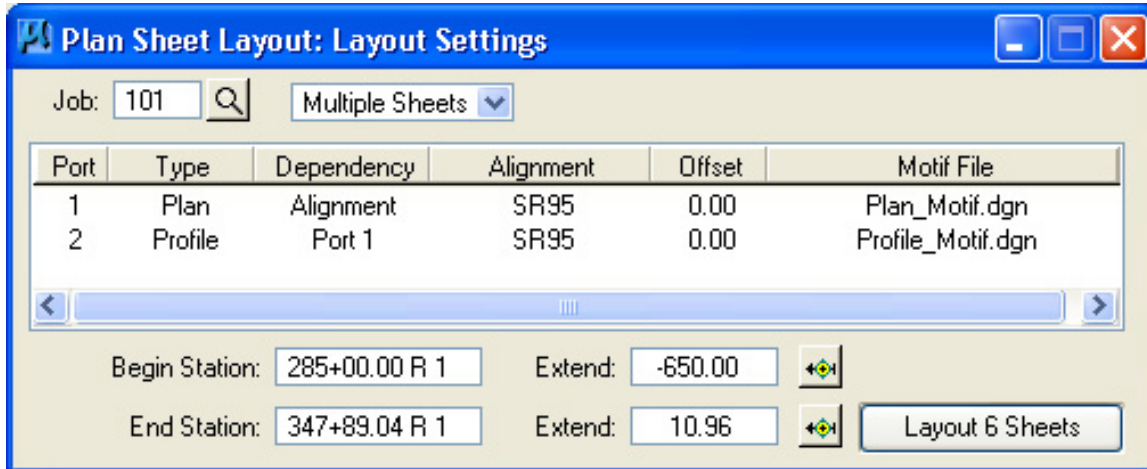 Plan Sheet Layout: Layout Settings
Job: 101 Multiple Sheets
Port Type Dependency Alignment Offset Motif File
1 Plan Alignment SR95 0.00 Plan_Motif.dgn
2 Profile Port 1 SR95 0.00 Profile_Motif.dgn
Begin Station: 285+00.00 R 1 Extend: -650.00
End Station: 347+89.04 R 1 Extend: 10.96 Layout 6 Sheets